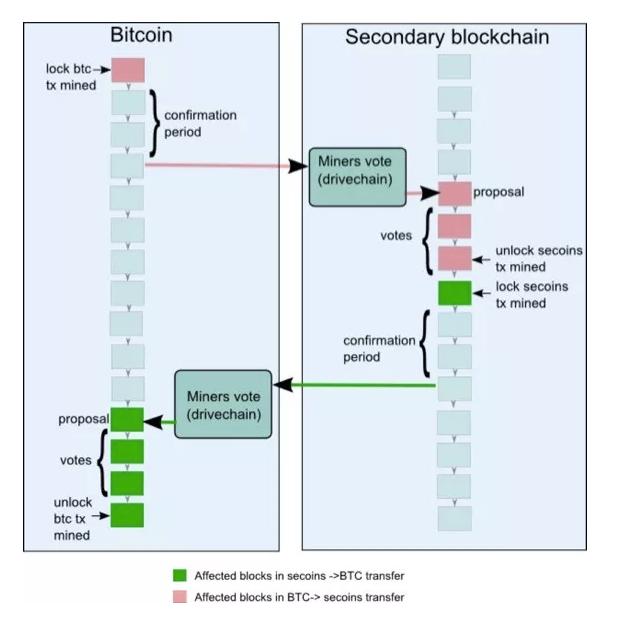 Bitcoin
lock btc
tx mined
confirmation
period
proposal
votes
unlock
btc tx
mined
Miners vote
(drivechain)
Secondary blockchain
Miners vote
(drivechain)
proposal
votes
unlock secoins
tx mined
lock secoins
tx mined
confirmation
period
Affected blocks in secoins ->BTC transfer
Affected blocks in BTC-> secoins transfer